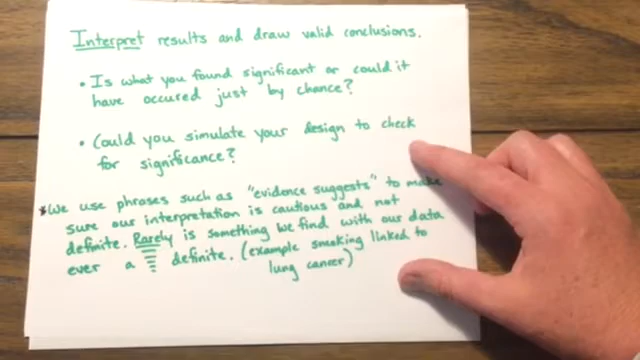 Interpret results and draw valid conclusions.
• Is what you found significant or could it
have occured just by chance?
• Could you simulate your design to check
for significance?
*We use phrases such as "evidence suggests" to make
sure our interpretation is cautious and not
definite. Rarely is something we find with our data
ever a definite. (example smoking linked to
lung cancer)